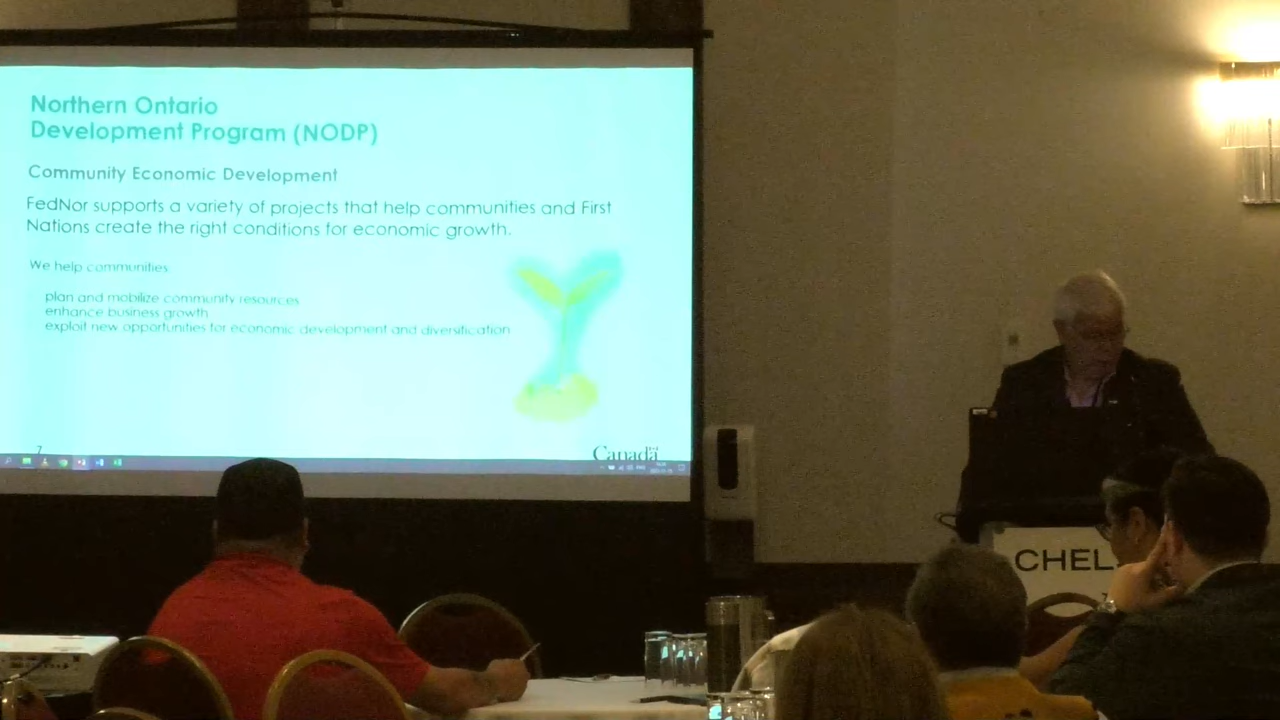 Northern Ontario
Development Program (NODP)
Community Economic Development
FedNor supports a variety of projects that help communities and First
Nations create the right conditions for economic growth.
We help communities
plan and mobilize community resources
enhance business growth
exploit new opportunities for economic development and diversification
7
Canada
CHEL